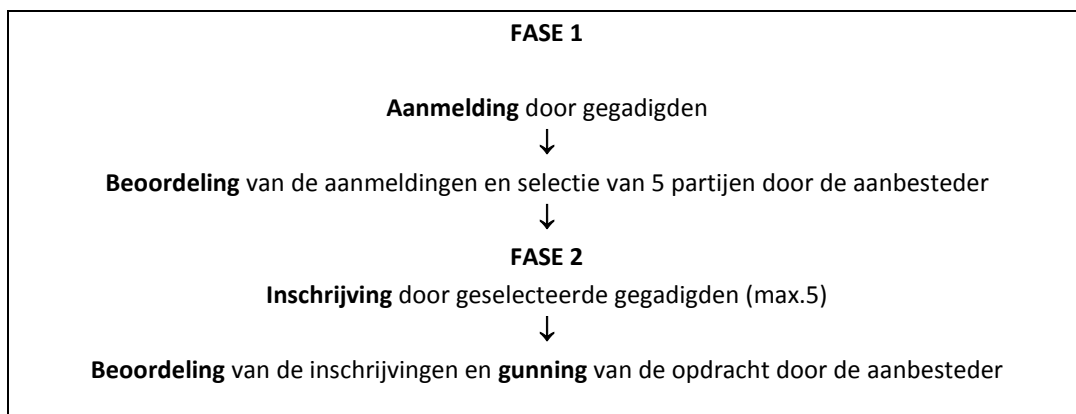 FASE 1
Aanmelding door gegadigden
↓
Beoordeling van de aanmeldingen en selectie van 5 partijen door de aanbesteder
↓
FASE 2
Inschrijving door geselecteerde gegadigden (max.5)
↓
Beoordeling van de inschrijvingen en gunning van de opdracht door de aanbesteder